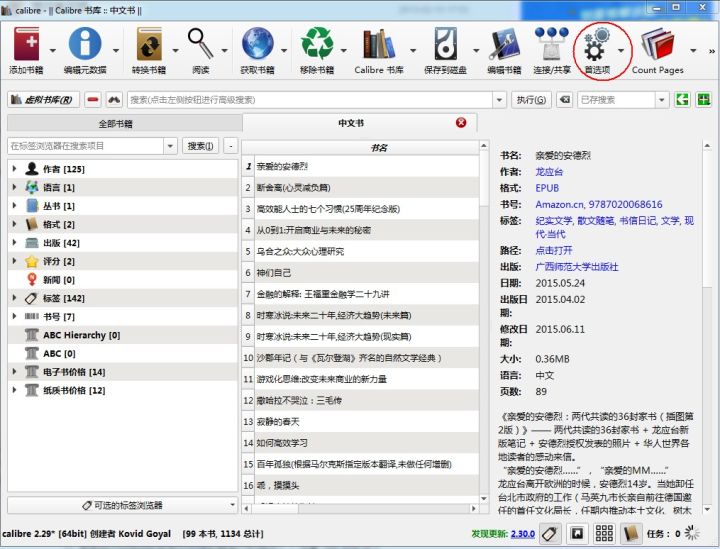 calibre - || Calibre 书库 :: 中文书 ||
添加书籍 编辑元数据 转换书籍 阅读 获取书籍 移除书籍 Calibre 书库 保存到磁盘 编辑书籍 连接/共享 首选项 Count Pages »
虚拟书库(R) 搜索(点击左侧按钮进行高级搜索) 执行(G) 已存搜索
全部书籍 中文书
在标签浏览器在搜索项目 搜索(I) -
作者 [125]
语言 [1]
丛书 [1]
格式 [2]
出版 [42]
评分 [2]
新闻 [0]
标签 [142]
书号 [7]
ABC Hierarchy [0]
ABC [0]
电子书价格 [14]
纸质书价格 [12]
可选的标签浏览器
书名
1 亲爱的安德烈
2 断舍离(心灵减负篇)
3 高效能人士的七个习惯(25周年纪念版)
4 从0到1:开启商业与未来的秘密
5 乌合之众:大众心理研究
6 神们自己
7 金融的解释: 王福重金融学二十九讲
8 时寒冰说:未来二十年,经济大趋势(未来篇)
9 时寒冰说:未来二十年,经济大趋势(现实篇)
10 沙郡年记（与《瓦尔登湖》齐名的自然文学经典）
11 游戏化思维:改变未来商业的新力量
12 撒哈拉不哭泣：三毛传
13 寂静的春天
14 如何高效学习
15 百年孤独(根据马尔克斯指定版本翻译,未做任何增删)
16 乖，摸摸头
书名: 亲爱的安德烈
作者: 龙应台
格式: EPUB
书号: Amazon.cn, 9787020068616
标签: 纪实文学, 散文随笔, 书信日记, 文学, 现
代·当代
路径: 点击打开
出版: 广西师范大学出版社
日期: 2015.05.24
出版日 2015.04.02
期:
修改日 2015.06.11
期:
大小: 0.36MB
语言: 中文
页数: 89
《亲爱的安德烈：两代共读的36封家书（插图第
2版）》—— 两代共读的36封家书 + 龙应台新
版笔记 + 安德烈授权发表的照片 + 华人世界各
地读者的感动来信。
“亲爱的安德烈……”，“亲爱的MM……”
龙应台离开欧洲的时候，安德烈14岁。当她卸任
台北市政府的工作（马英九市长亲自前往德国邀
任的首任文化局长，任期内推动本土文化、树木
calibre 2.29* [64bit] 创建者 Kovid Goyal [99 本书, 1134 总计] 发现更新: 2.30.0 任务： 0